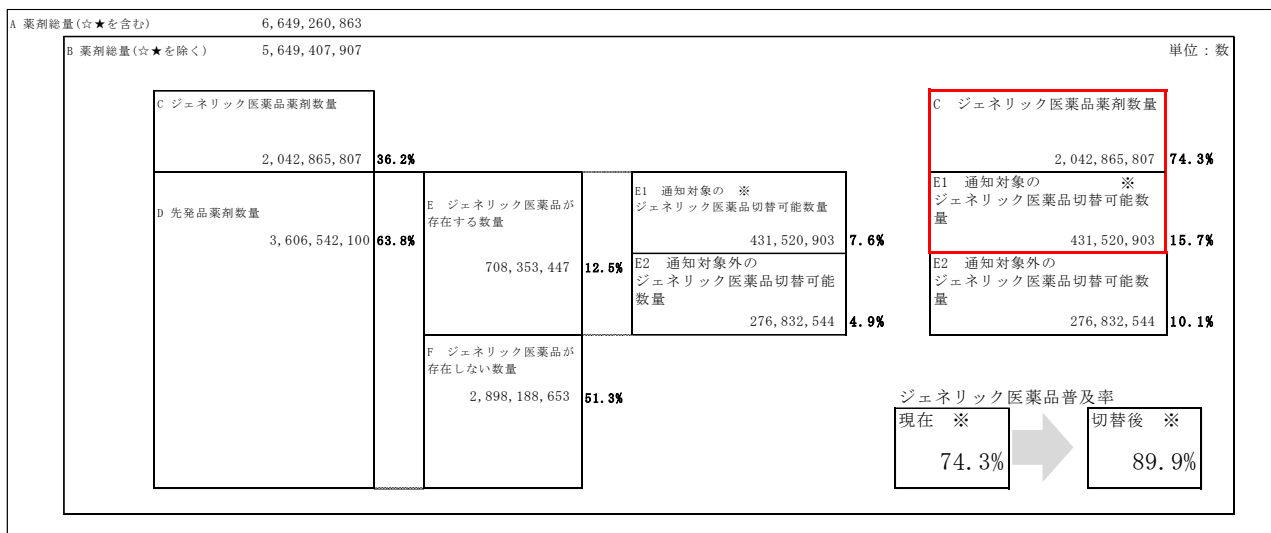 A 薬剤総量(☆★を含む) 6,649,260,863
B 薬剤総量(☆★を除く) 5,649,407,907
単位：数
C ジェネリック医薬品薬剤数量
2,042,865,807 36.2%
D 先発品薬剤数量
3,606,542,100 63.8%
E ジェネリック医薬品が
存在する数量
708,353,447 12.5%
F ジェネリック医薬品が
存在しない数量
2,898,188,653 51.3%
E1 通知対象の ※
ジェネリック医薬品切替可能数量
431,520,903 7.6%
E2 通知対象外の
ジェネリック医薬品切替可能
数量
276,832,544 4.9%
C ジェネリック医薬品薬剤数量
2,042,865,807 74.3%
E1 通知対象の ※
ジェネリック医薬品切替可能数
量
431,520,903 15.7%
E2 通知対象外の
ジェネリック医薬品切替可能数
量
276,832,544 10.1%
ジェネリック医薬品普及率
現在 ※
74.3%
切替後 ※
89.9%